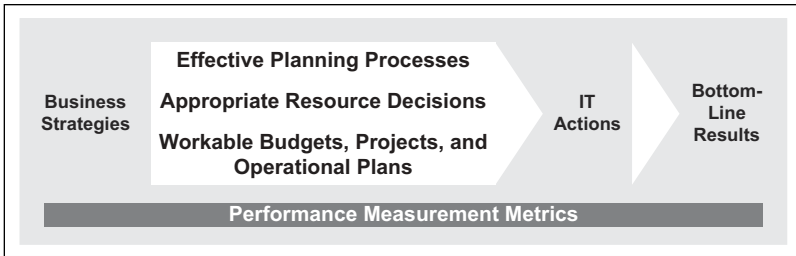 Business
Strategies
Effective Planning Processes
Appropriate Resource Decisions
Workable Budgets, Projects, and
Operational Plans
IT
Actions
Bottom-
Line
Results
Performance Measurement Metrics